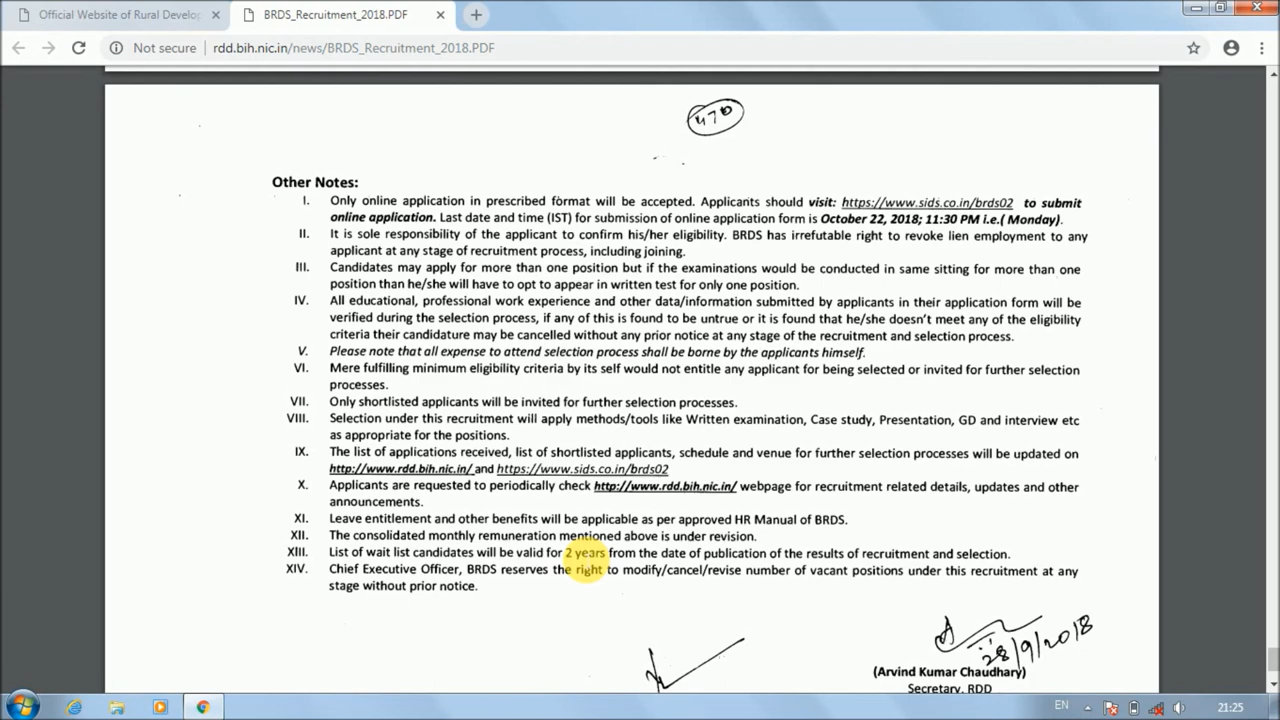 Official Website of Rural Develop
BRDS_Recruitment_2018.PDF
Not secure
rdd.bih.nic.in/news/BRDS_Recruitment_2018.PDF
470
Other Notes:
I. Only online application in prescribed format will be accepted. Applicants should visit: https://www.sids.co.in/brds02 to submit
online application. Last date and time (IST) for submission of online application form is October 22, 2018; 11:30 PM i.e.( Monday).
II. It is sole responsibility of the applicant to confirm his/her eligibility. BRDS has irrefutable right to revoke lien employment to any
applicant at any stage of recruitment process, including joining.
III. Candidates may apply for more than one position but if the examinations would be conducted in same sitting for more than one
position than he/she will have to opt to appear in written test for only one position.
IV. All educational, professional work experience and other data/information submitted by applicants in their application form will be
verified during the selection process, if any of this is found to be untrue or it is found that he/she doesn't meet any of the eligibility
criteria their candidature may be cancelled without any prior notice at any stage of the recruitment and selection process.
V. Please note that all expense to attend selection process shall be borne by the applicants himself.
VI. Mere fulfilling minimum eligibility criteria by its self would not entitle any applicant for being selected or invited for further selection
processes.
VII. Only shortlisted applicants will be invited for further selection processes.
VIII. Selection under this recruitment will apply methods/tools like Written examination, Case study, Presentation, GD and interview etc
as appropriate for the positions.
IX. The list of applications received, list of shortlisted applicants, schedule and venue for further selection processes will be updated on
http://www.rdd.bih.nic.in/ and https://www.sids.co.in/brds02
X. Applicants are requested to periodically check http://www.rdd.bih.nic.in/ webpage for recruitment related details, updates and other
announcements.
XI. Leave entitlement and other benefits will be applicable as per approved HR Manual of BRDS.
XII. The consolidated monthly remuneration mentioned above is under revision.
XIII. List of wait list candidates will be valid for 2 years from the date of publication of the results of recruitment and selection.
XIV. Chief Executive Officer, BRDS reserves the right to modify/cancel/revise number of vacant positions under this recruitment at any
stage without prior notice.
28/9/2018
(Arvind Kumar Chaudhary)
Secretary, RDD
EN
21:25